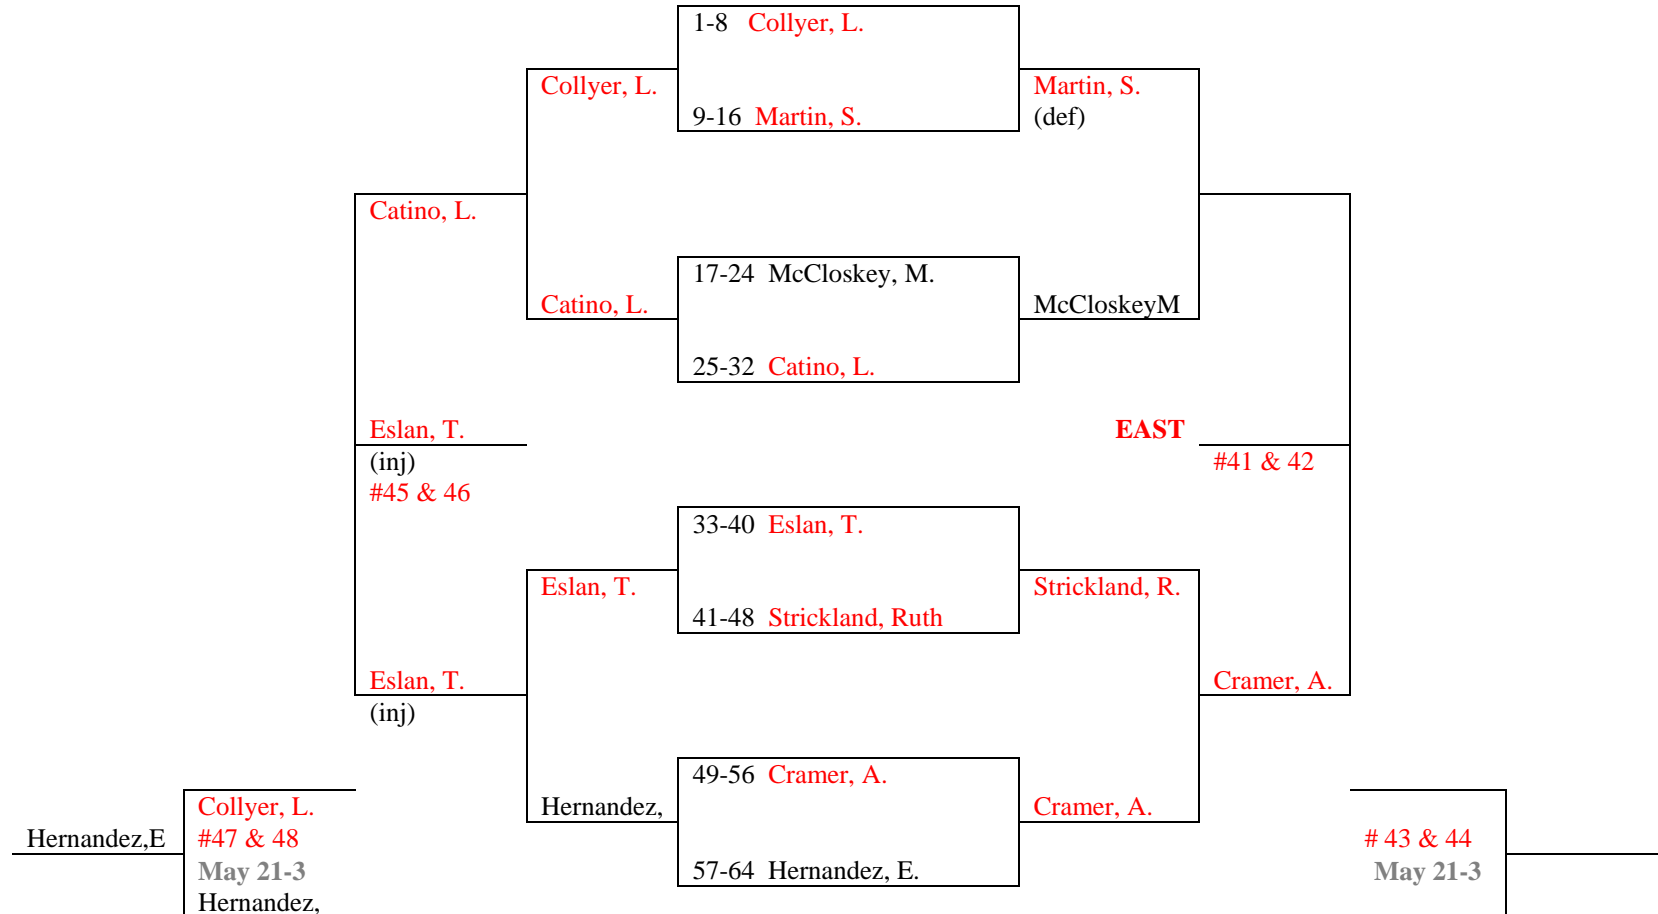 1-8 Collyer, L.
Collyer, L.
Martin, S.
9-16 Martin, S.
(def)
Catino, L.
17-24 McCloskey, M.
Catino, L.
McCloskeyM
25-32 Catino, L.
Eslan, T.
EAST
(inj)
#41 & 42
#45 & 46
33-40 Eslan, T.
Eslan, T.
Strickland, R.
41-48 Strickland, Ruth
Eslan, T.
Cramer, A.
(inj)
49-56 Cramer, A.
Collyer, L.
Hernandez,
Cramer, A.
Hernandez,E
#47 & 48
# 43 & 44
May 21-3
57-64 Hernandez, E.
May 21-3
Hernandez,